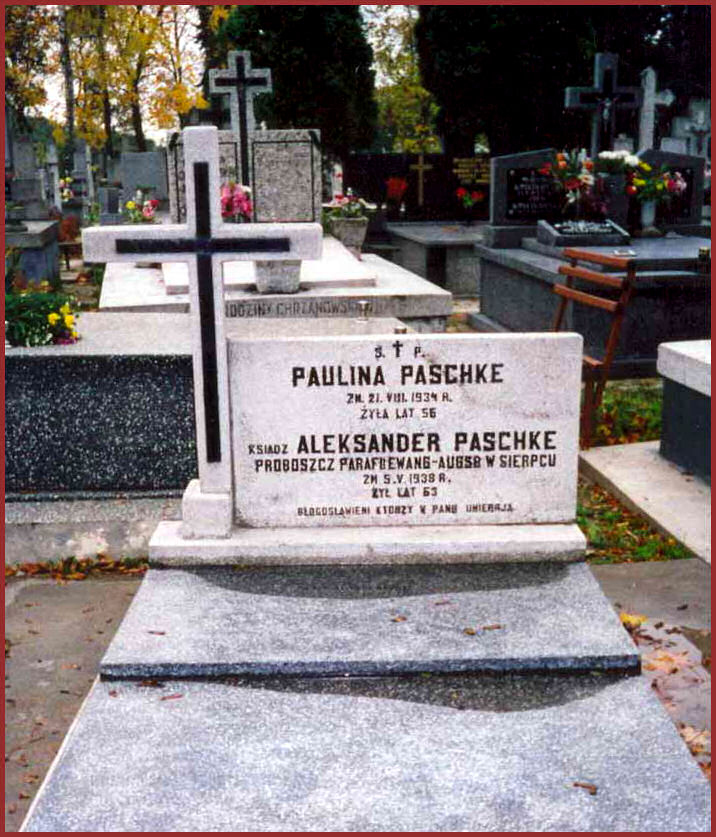 Ś. † P.
PAULINA PASCHKE
ZM. 21. VIII. 1934 R.
ŻYŁA LAT 56
KSIĄDZ ALEKSANDER PASCHKE
PROBOSZCZ PARAF. EWANG-AUGSB W SIERPCU
ZM 5. V. 1938 R.
ŻYŁ LAT 63
BŁOGOSŁAWIENI KTÓRZY W PANU UMIERAJĄ
RODZINY CHRZANOWSKICH